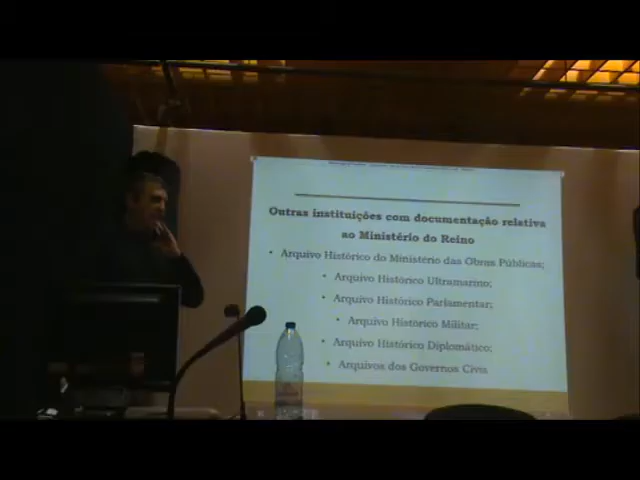 Outras instituições com documentação relativa
ao Ministério do Reino
• Arquivo Histórico do Ministério das Obras Públicas;
• Arquivo Histórico Ultramarino;
• Arquivo Histórico Parlamentar;
• Arquivo Histórico Militar;
• Arquivo Histórico Diplomático;
• Arquivos dos Governos Civis